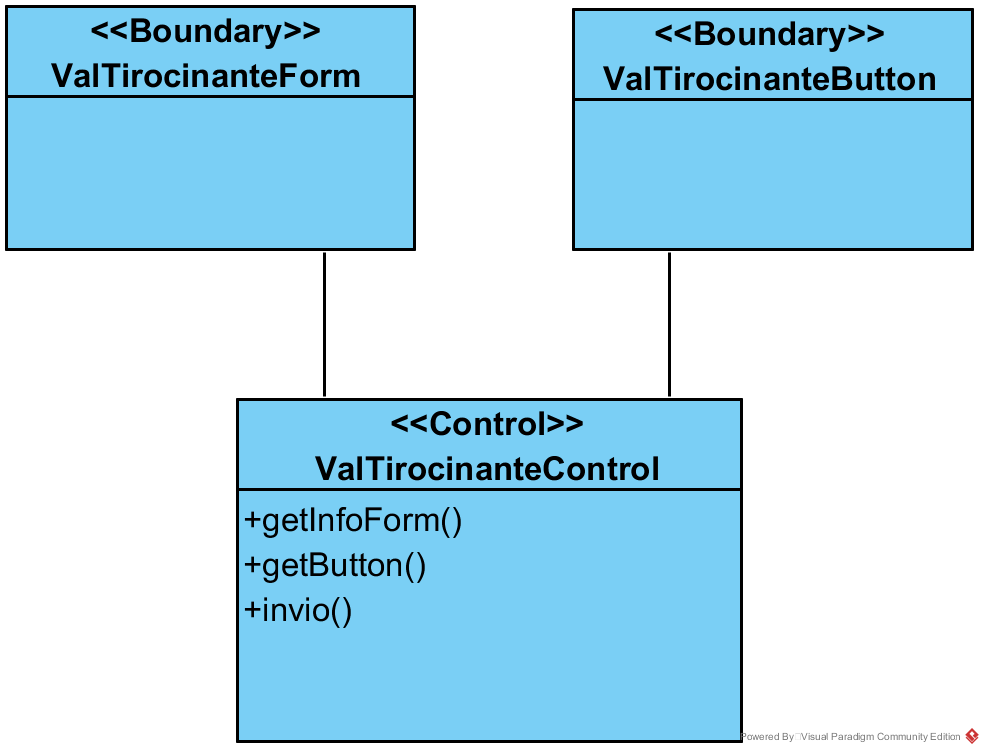 <<Boundary>>
ValTirocinanteForm
<<Boundary>>
ValTirocinanteButton
<<Control>>
ValTirocinanteControl
+getInfoForm()
+getButton()
+invio()
Powered By Visual Paradigm Community Edition